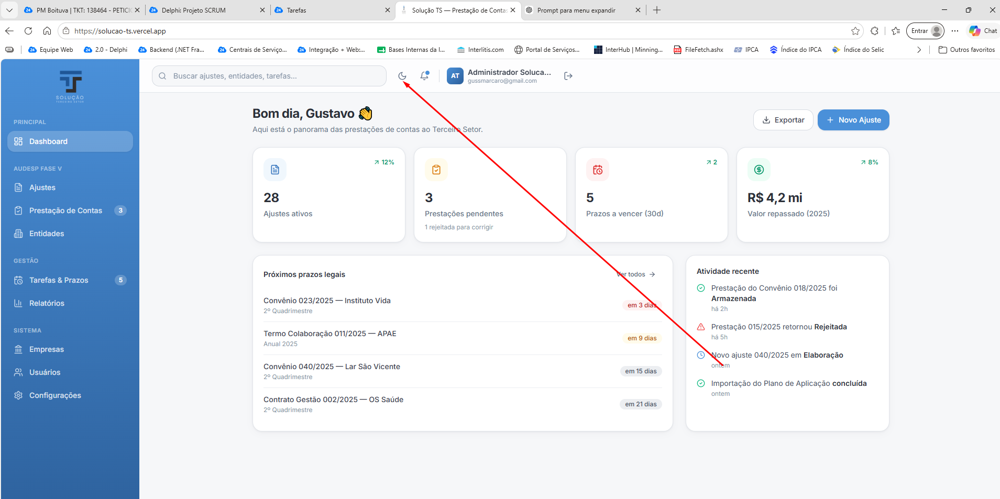 PM Boituva | TKT: 138464 - PETICIC
Delphi: Projeto SCRUM
Tarefas
Solução TS — Prestação de Contas
Prompt para menu expandir
https://solucao-ts.vercel.app
Entrar
Chat
Equipe Web
2.0 - Delphi
Backend (.NET Fra...
Centrais de Serviço...
Integração + Web:...
Bases Internas da I...
Interlitis.com
Portal de Serviços...
InterHub | Minning...
FileFetch.ashx
IPCA
Índice do IPCA
Índice do Selic
Outros favoritos
SOLUÇÃO
TERCEIRO SETOR
Buscar ajustes, entidades, tarefas...
AT
Administrador Soluca...
gussmarcaro@gmail.com
PRINCIPAL
Dashboard
AUDESP FASE V
Ajustes
Prestação de Contas
3
Entidades
GESTÃO
Tarefas & Prazos
5
Relatórios
SISTEMA
Empresas
Usuários
Configurações
Bom dia, Gustavo 👋
Aqui está o panorama das prestações de contas ao Terceiro Setor.
Exportar
Novo Ajuste
12%
28
Ajustes ativos
3
Prestações pendentes
1 rejeitada para corrigir
2
5
Prazos a vencer (30d)
8%
R$ 4,2 mi
Valor repassado (2025)
Próximos prazos legais
Ver todos
Convênio 023/2025 — Instituto Vida
2º Quadrimestre
em 3 dias
Termo Colaboração 011/2025 — APAE
Anual 2025
em 9 dias
Convênio 040/2025 — Lar São Vicente
2º Quadrimestre
em 15 dias
Contrato Gestão 002/2025 — OS Saúde
2º Quadrimestre
em 21 dias
Atividade recente
Prestação do Convênio 018/2025 foi
Armazenada
há 2h
Prestação 015/2025 retornou Rejeitada
há 5h
Novo ajuste 040/2025 em Elaboração
ontem
Importação do Plano de Aplicação concluída
ontem